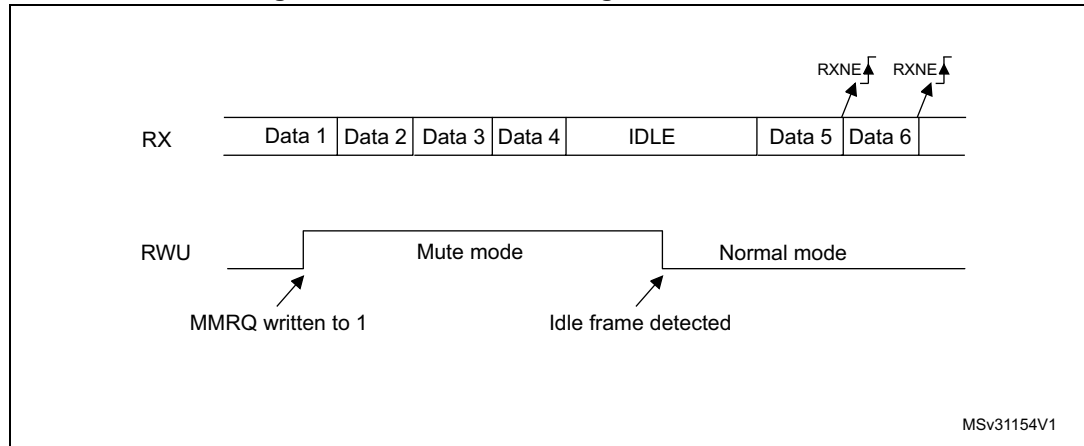 RXNE RXNE
RX Data 1 Data 2 Data 3 Data 4 IDLE Data 5 Data 6
RWU Mute mode Normal mode
MMRQ written to 1 Idle frame detected
MSv31154V1